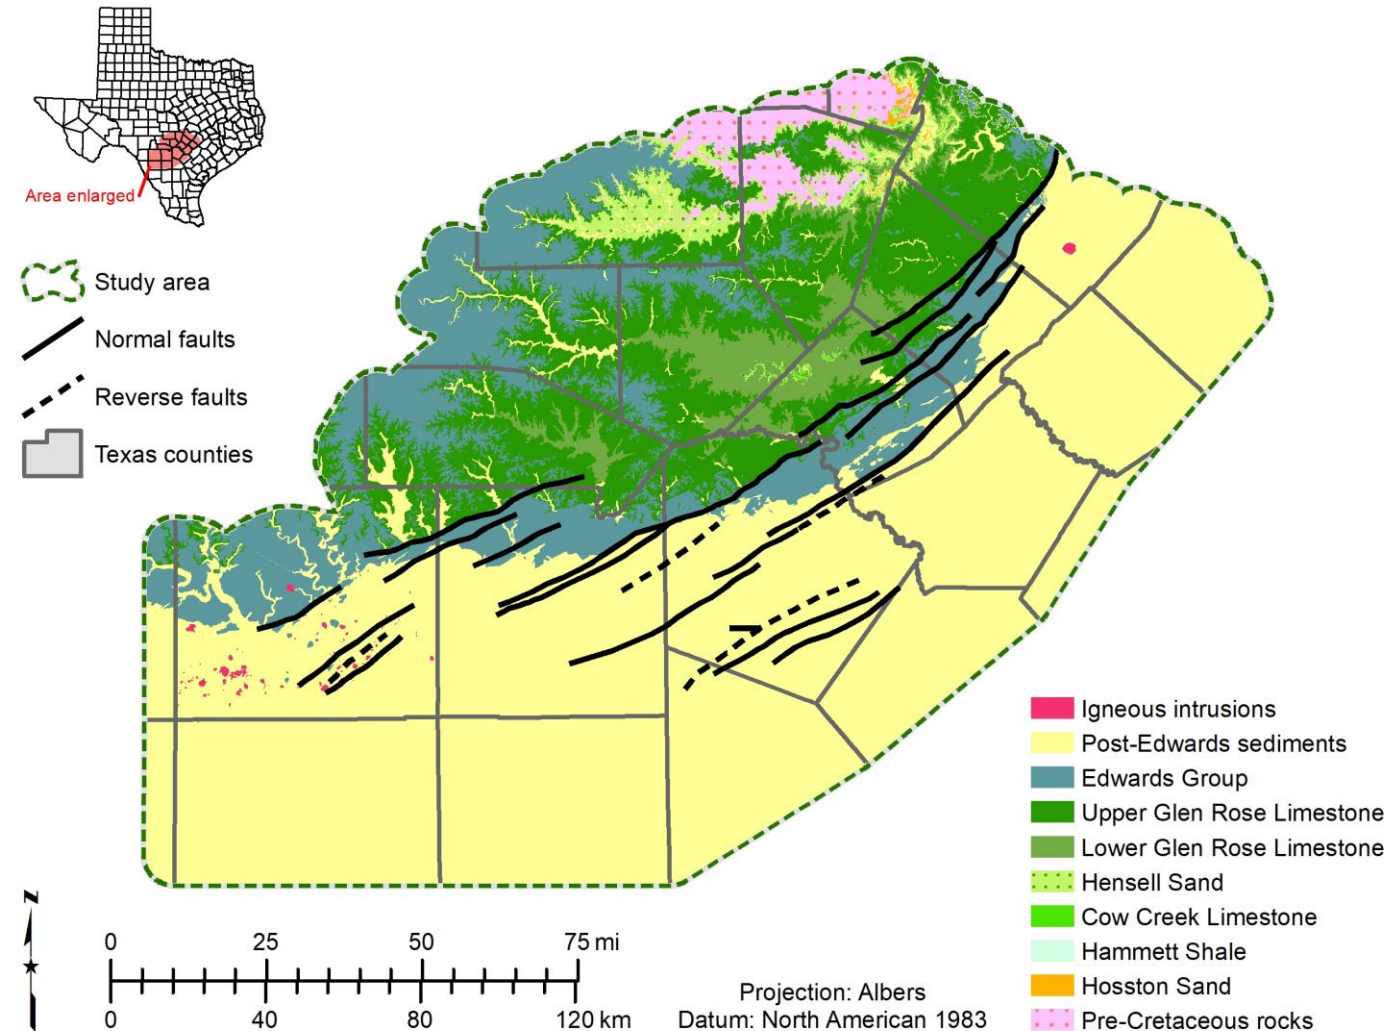 Area enlarged
Study area
Normal faults
Reverse faults
Texas counties
Igneous intrusions
Post-Edwards sediments
Edwards Group
Upper Glen Rose Limestone
Lower Glen Rose Limestone
Hensell Sand
Cow Creek Limestone
Hammett Shale
Hosston Sand
Pre-Cretaceous rocks
N
0 25 50 75 mi
0 40 80 120 km
Projection: Albers
Datum: North American 1983